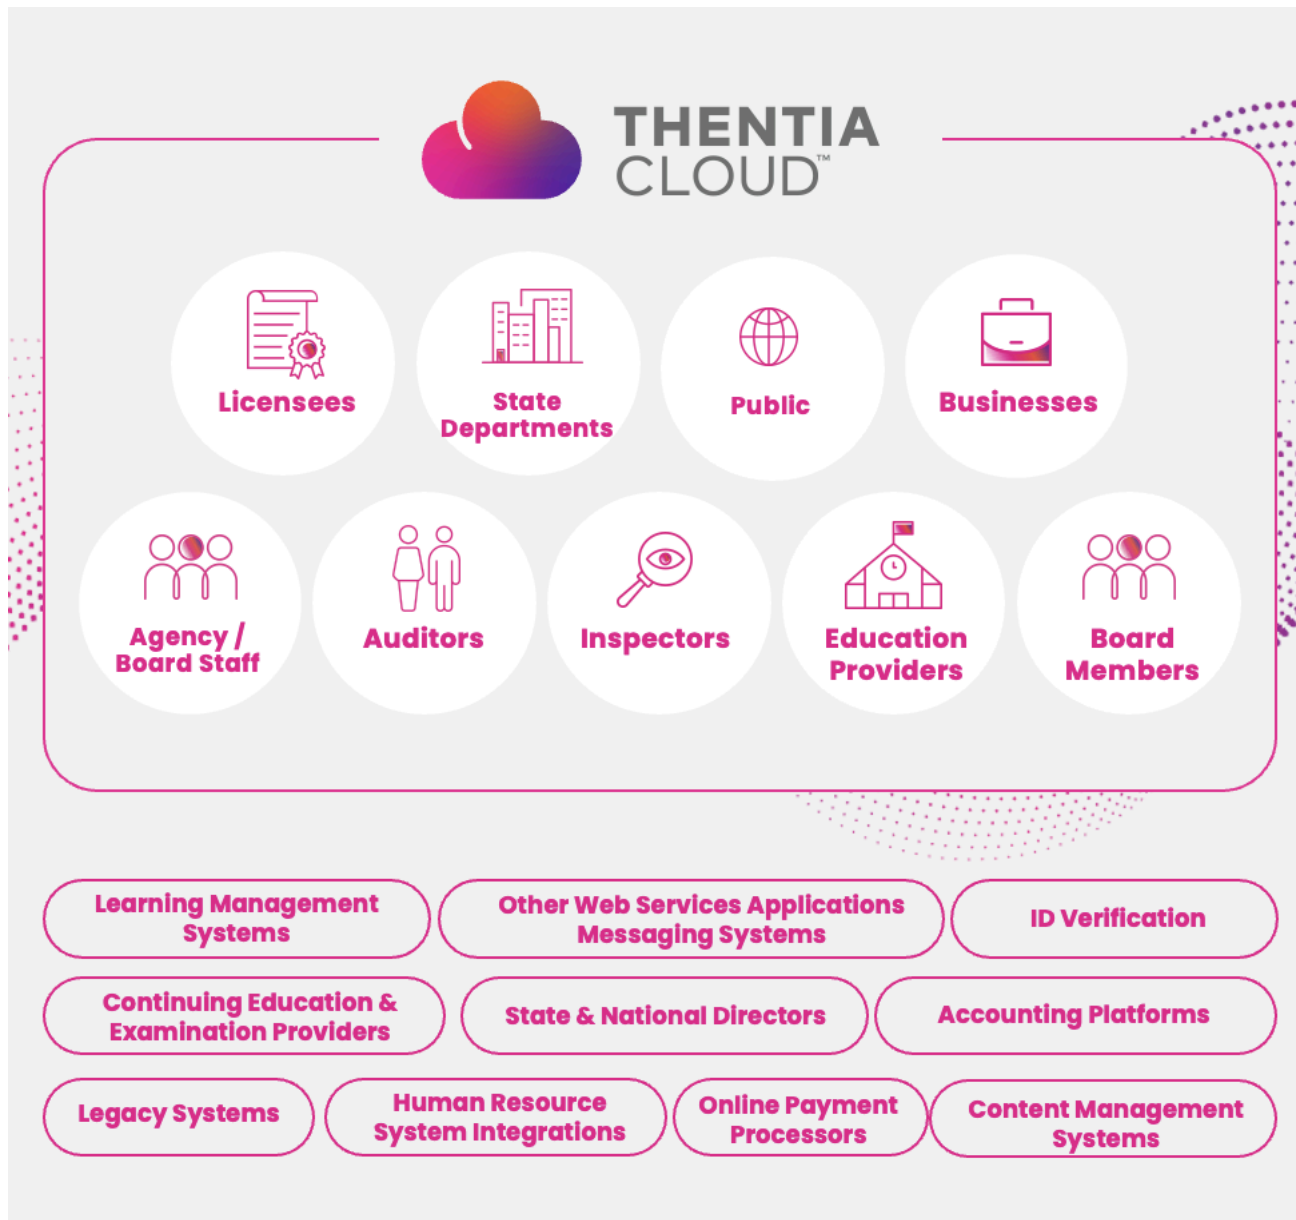 THENTIA
CLOUD™
Licensees
State
Departments
Public
Businesses
Agency /
Board Staff
Auditors
Inspectors
Education
Providers
Board
Members
Learning Management
Systems
Other Web Services Applications
Messaging Systems
ID Verification
Continuing Education &
Examination Providers
State & National Directors
Accounting Platforms
Legacy Systems
Human Resource
System Integrations
Online Payment
Processors
Content Management
Systems